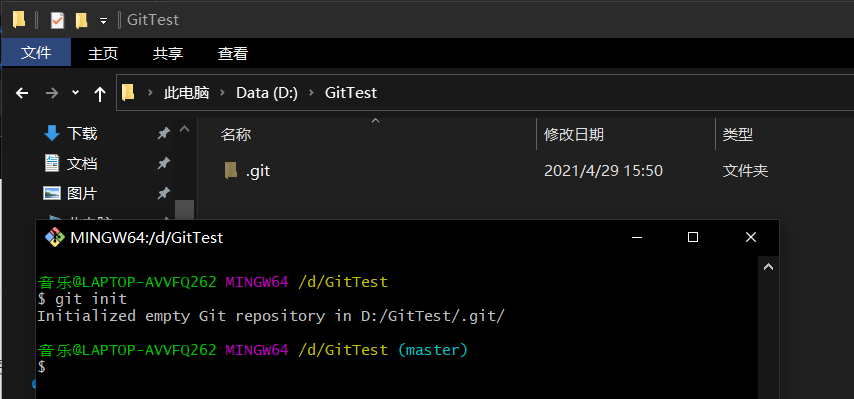 GitTest
文件 主页 共享 查看
此电脑 Data (D:) GitTest
下载
文档
图片
名称 修改日期 类型
.git 2021/4/29 15:50 文件夹
MINGW64:/d/GitTest
音乐@LAPTOP-AVVFQ262 MINGW64 /d/GitTest
$ git init
Initialized empty Git repository in D:/GitTest/.git/
音乐@LAPTOP-AVVFQ262 MINGW64 /d/GitTest (master)
$